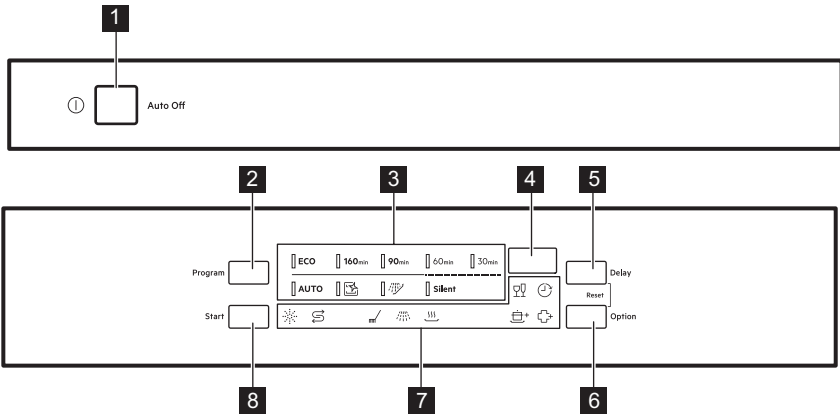 1
Auto Off
2 3 4 5
Program ECO 160min 90min 60min 30min Delay
AUTO Silent
Reset
Start Option
8 7 6